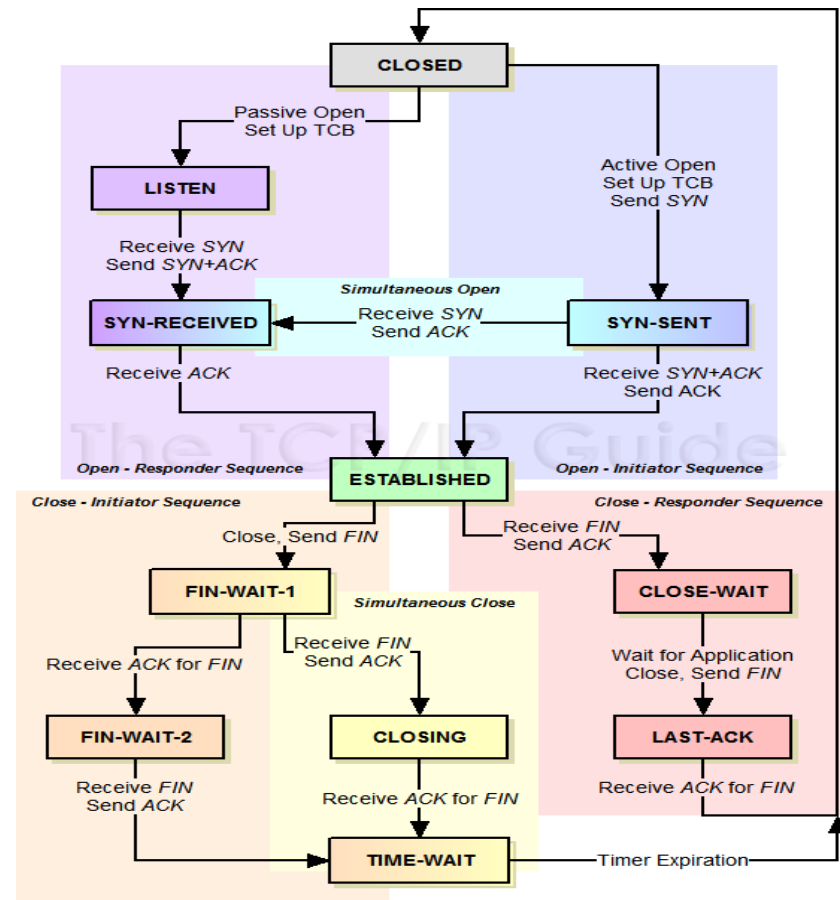 CLOSED
Passive Open
Set Up TCB
Active Open
Set Up TCB
Send SYN
LISTEN
Receive SYN
Send SYN+ACK
Simultaneous Open
SYN-RECEIVED
Receive SYN
Send ACK
SYN-SENT
Receive ACK
Receive SYN+ACK
Send ACK
The TCP/IP Guide
Open - Responder Sequence
Open - Initiator Sequence
ESTABLISHED
Close - Initiator Sequence
Close - Responder Sequence
Close, Send FIN
Receive FIN
Send ACK
FIN-WAIT-1
CLOSE-WAIT
Simultaneous Close
Receive ACK for FIN
Receive FIN
Send ACK
Wait for Application
Close, Send FIN
FIN-WAIT-2
CLOSING
LAST-ACK
Receive FIN
Send ACK
Receive ACK for FIN
Receive ACK for FIN
TIME-WAIT
Timer Expiration